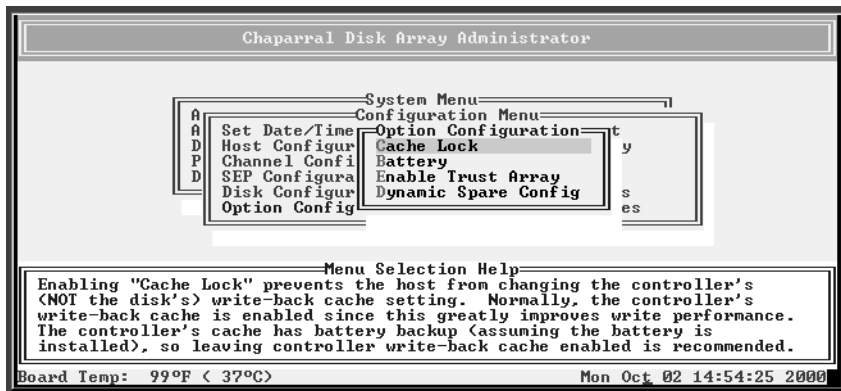 Chaparral Disk Array Administrator
System Menu
A Configuration Menu
A Set Date/Time Option Configuration t
D Host Configur Cache Lock y
P Channel Confi Battery
D SEP Configura Enable Trust Array
Disk Configur Dynamic Spare Config s
Option Config es
Menu Selection Help
Enabling "Cache Lock" prevents the host from changing the controller's
(NOT the disk's) write-back cache setting. Normally, the controller's
write-back cache is enabled since this greatly improves write performance.
The controller's cache has battery backup (assuming the battery is
installed), so leaving controller write-back cache enabled is recommended.
Board Temp: 99ºF ( 37ºC) Mon Oct 02 14:54:25 2000